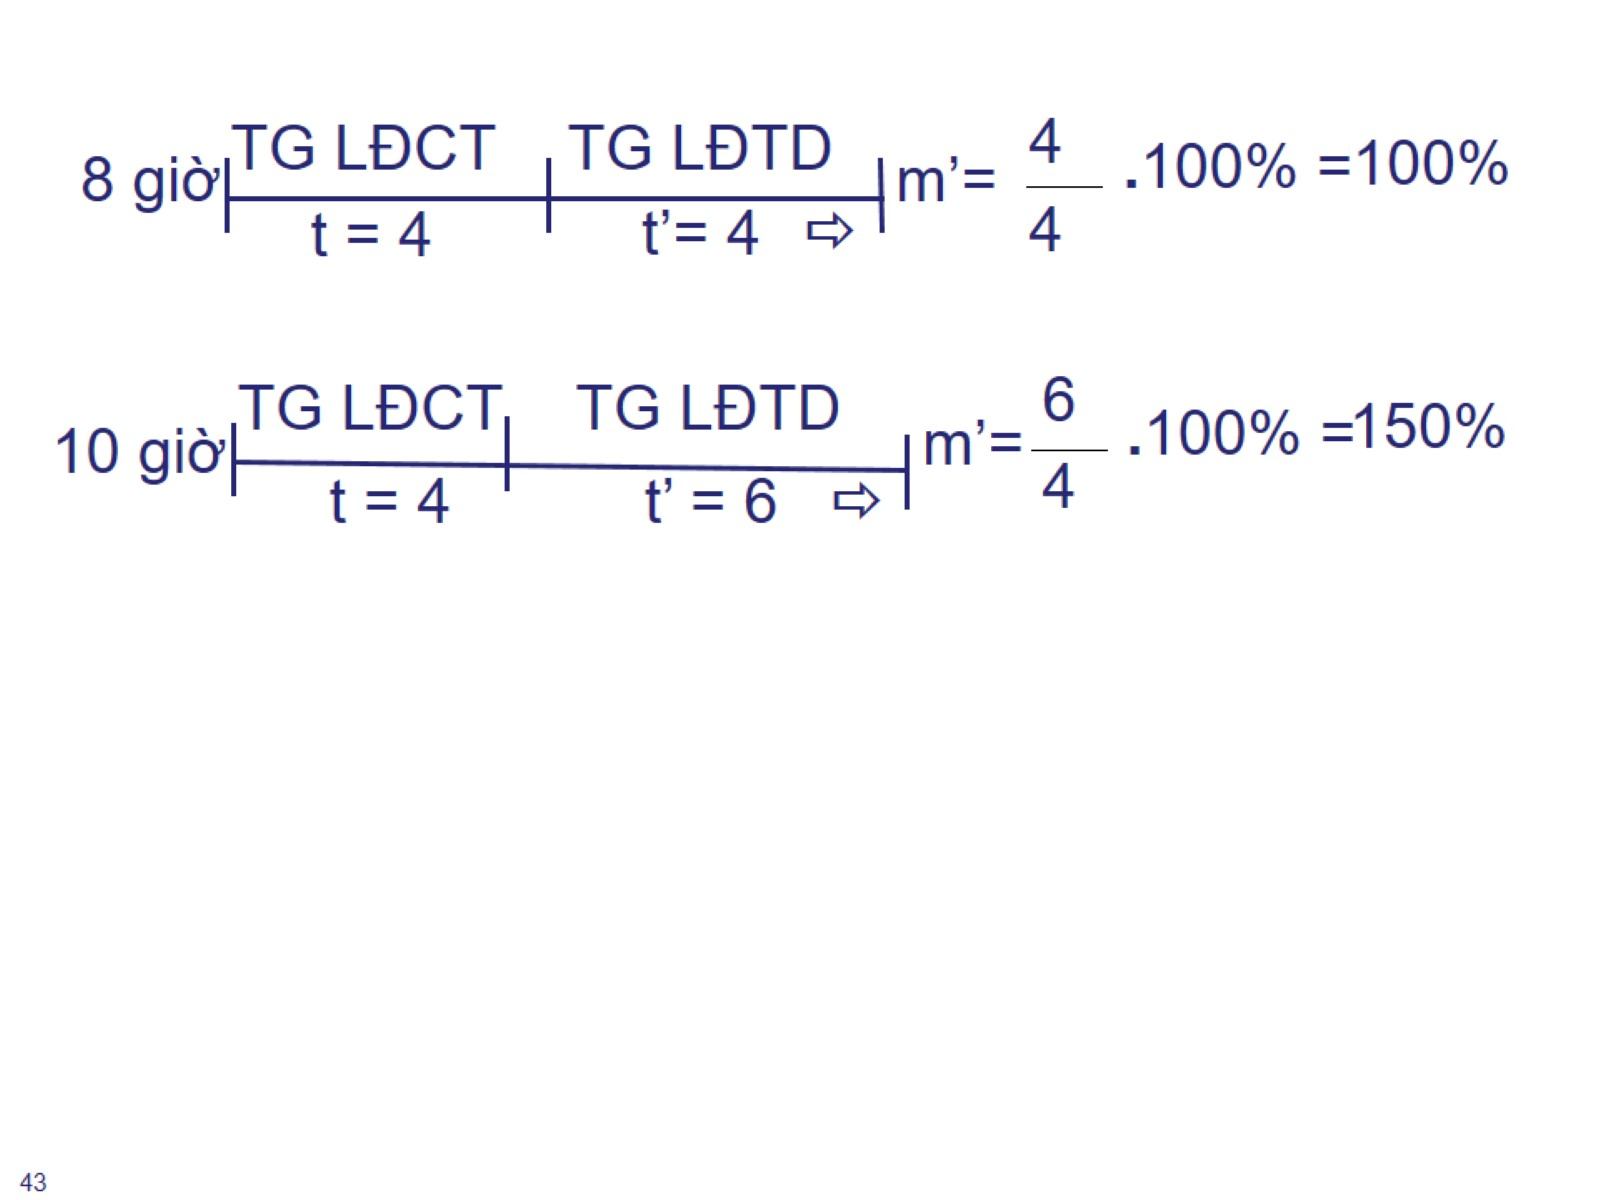 TG LĐCT TG LĐTD 4
8 giờ m’= .100% =100%
t = 4 t’= 4 ⇨ 4
TG LĐCT TG LĐTD 6
10 giờ m’= .100% =150%
t = 4 t’ = 6 ⇨ 4
43